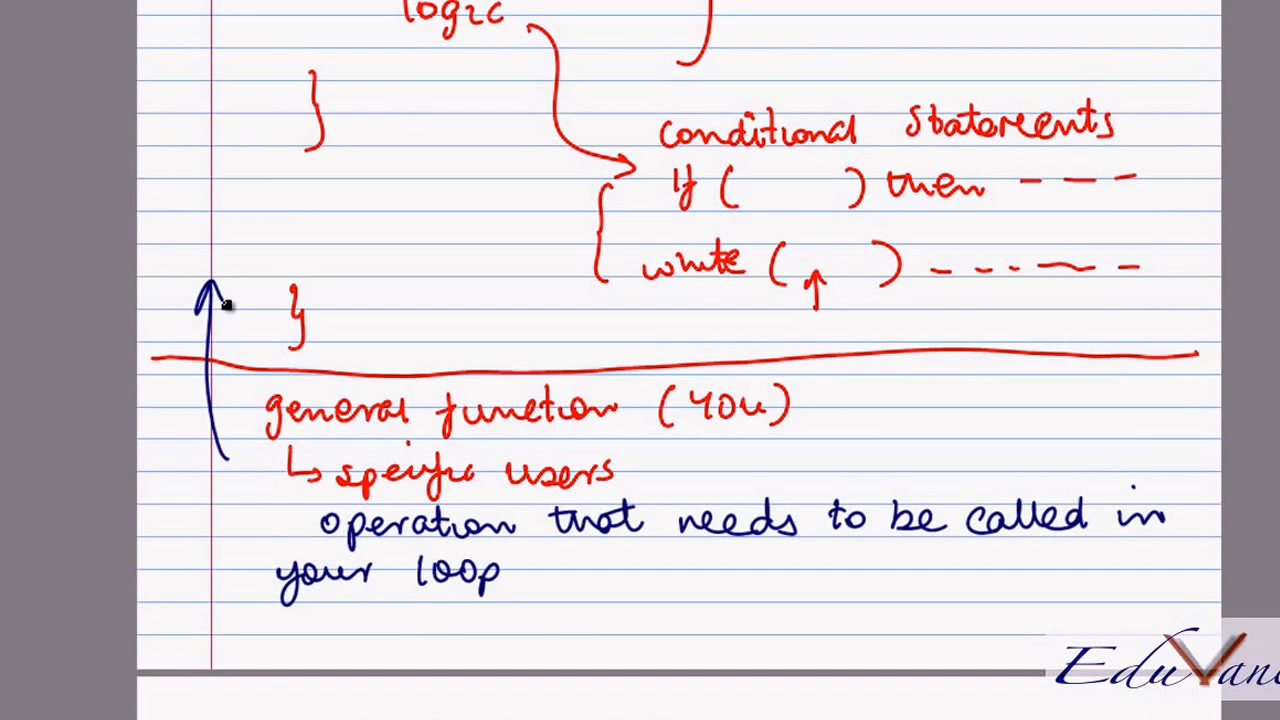 logic
}
conditional statements
If ( ) then - - - -
while ( ) - - - - - -
}
general function (YOU)
↳ specific users
operation that needs to be called in
your loop
EduVanc